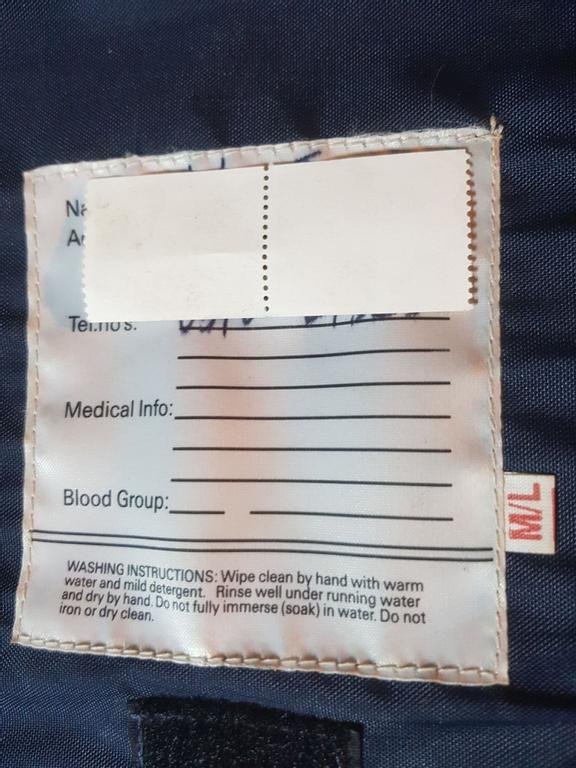 Na
A
Tel.no's:
Medical Info:
Blood Group:
M/L
WASHING INSTRUCTIONS: Wipe clean by hand with warm
water and mild detergent. Rinse well under running water
and dry by hand. Do not fully immerse (soak) in water. Do not
iron or dry clean.